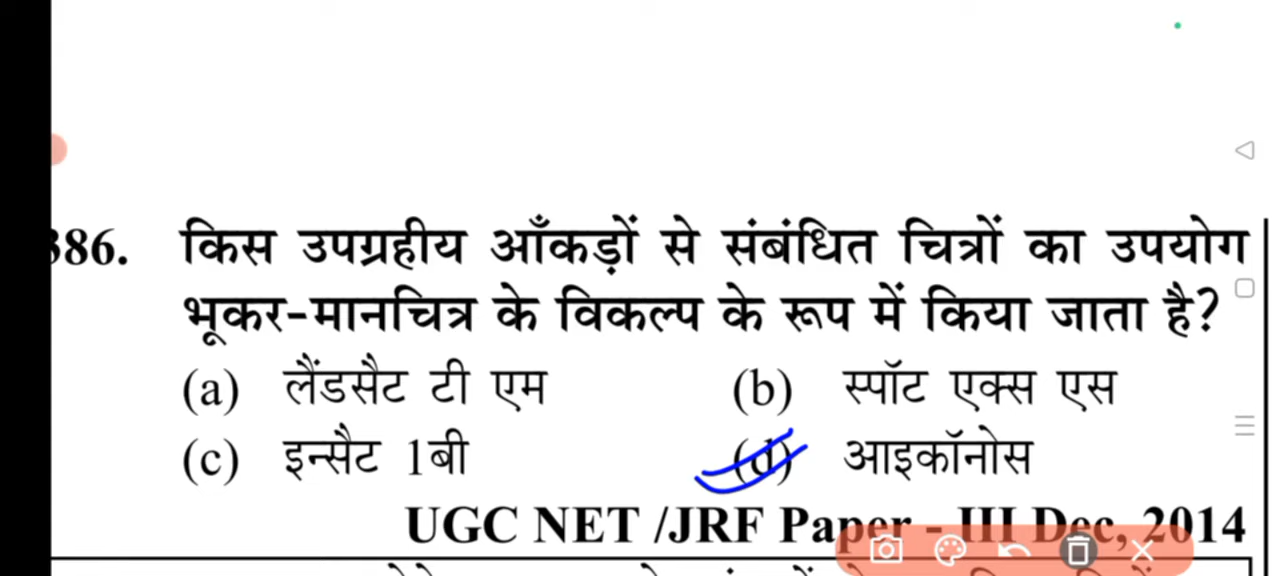 386. किस उपग्रहीय आँकड़ों से संबंधित चित्रों का उपयोग
भूकर-मानचित्र के विकल्प के रूप में किया जाता है?
(a) लैंडसैट टी एम (b) स्पॉट एक्स एस
(c) इन्सैट 1बी (d) आइकॉनोस
UGC NET /JRF Paper - III Dec, 2014